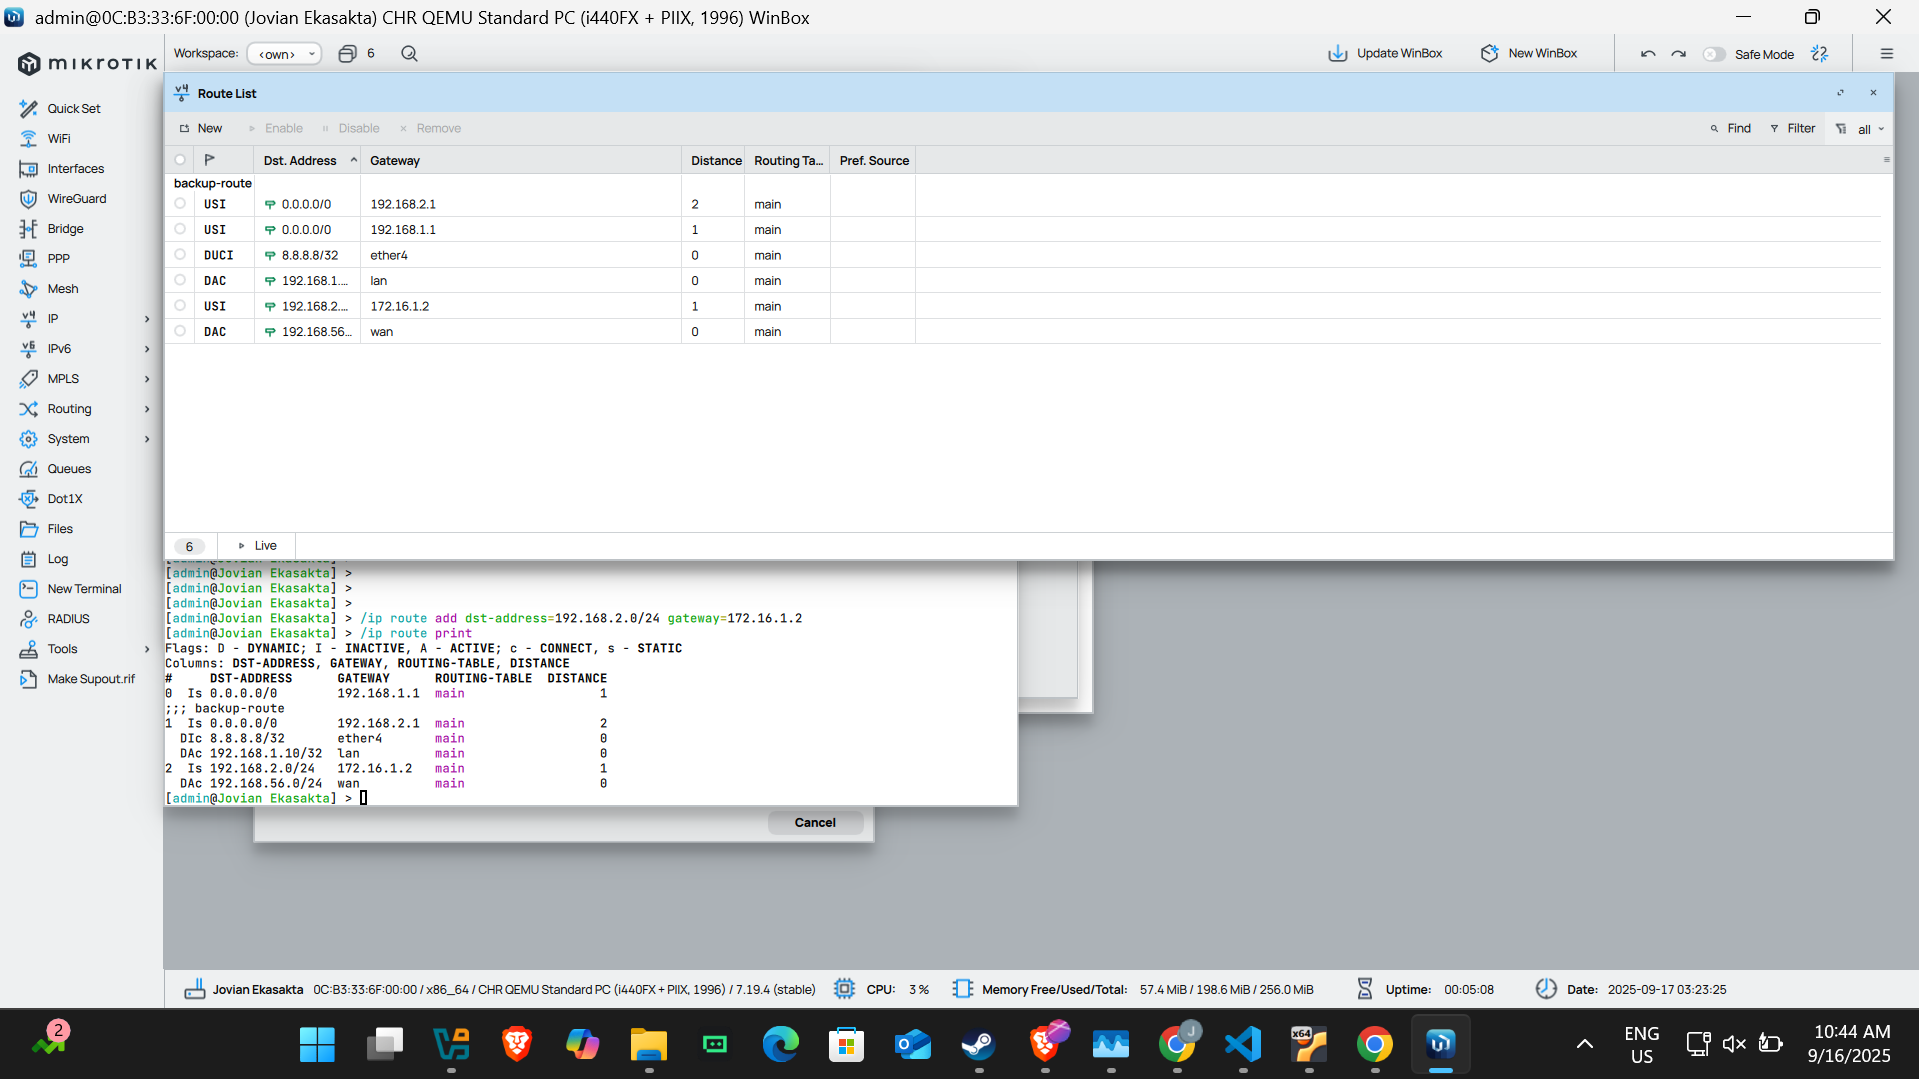 admin@0C:B3:33:6F:00:00 (Jovian Ekasakta) CHR QEMU Standard PC (i440FX + PIIX, 1996) WinBox
mikrotik
Workspace: <own> 6
Update WinBox New WinBox Safe Mode
Quick Set
WiFi
Interfaces
WireGuard
Bridge
PPP
Mesh
IP
IPv6
MPLS
Routing
System
Queues
Dot1X
Files
Log
New Terminal
RADIUS
Tools
Make Supout.rif
Route List
New Enable Disable Remove Find Filter all
Dst. Address Gateway Distance Routing Ta... Pref. Source
backup-route
USI 0.0.0.0/0 192.168.2.1 2 main
USI 0.0.0.0/0 192.168.1.1 1 main
DUCI 8.8.8.8/32 ether4 0 main
DAC 192.168.1.... lan 0 main
USI 192.168.2.... 172.16.1.2 1 main
DAC 192.168.56... wan 0 main
6 Live
[admin@Jovian Ekasakta] >
[admin@Jovian Ekasakta] >
[admin@Jovian Ekasakta] >
[admin@Jovian Ekasakta] > /ip route add dst-address=192.168.2.0/24 gateway=172.16.1.2
[admin@Jovian Ekasakta] > /ip route print
Flags: D - DYNAMIC; I - INACTIVE, A - ACTIVE; c - CONNECT, s - STATIC
Columns: DST-ADDRESS, GATEWAY, ROUTING-TABLE, DISTANCE
# DST-ADDRESS GATEWAY ROUTING-TABLE DISTANCE
0 Is 0.0.0.0/0 192.168.1.1 main 1
;;; backup-route
1 Is 0.0.0.0/0 192.168.2.1 main 2
DIc 8.8.8.8/32 ether4 main 0
DAc 192.168.1.10/32 lan main 0
2 Is 192.168.2.0/24 172.16.1.2 main 1
DAc 192.168.56.0/24 wan main 0
[admin@Jovian Ekasakta] >
Cancel
Jovian Ekasakta 0C:B3:33:6F:00:00 / x86_64 / CHR QEMU Standard PC (i440FX + PIIX, 1996) / 7.19.4 (stable) CPU: 3 % Memory Free/Used/Total: 57.4 MiB / 198.6 MiB / 256.0 MiB Uptime: 00:05:08 Date: 2025-09-17 03:23:25
2
J
x64
ENG
US
10:44 AM
9/16/2025